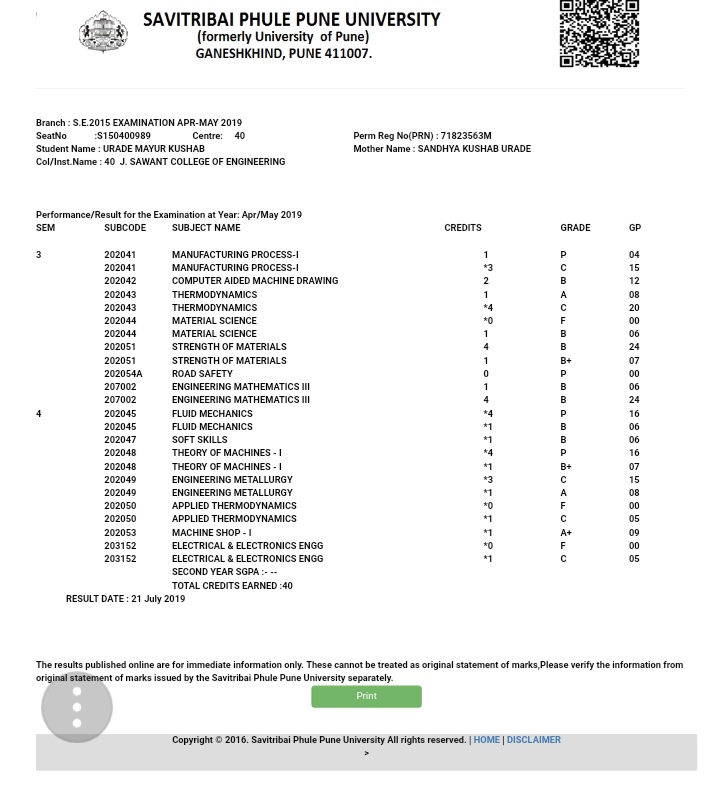 SAVITRIBAI PHULE PUNE UNIVERSITY
(formerly University of Pune)
GANESHKHIND, PUNE 411007.
Branch : S.E.2015 EXAMINATION APR-MAY 2019
SeatNo :S150400989 Centre: 40 Perm Reg No(PRN) : 71823563M
Student Name : URADE MAYUR KUSHAB Mother Name : SANDHYA KUSHAB URADE
Col/Inst.Name : 40 J. SAWANT COLLEGE OF ENGINEERING
Performance/Result for the Examination at Year: Apr/May 2019
SEM SUBCODE SUBJECT NAME CREDITS GRADE GP
3 202041 MANUFACTURING PROCESS-I 1 P 04
202041 MANUFACTURING PROCESS-I *3 C 15
202042 COMPUTER AIDED MACHINE DRAWING 2 B 12
202043 THERMODYNAMICS 1 A 08
202043 THERMODYNAMICS *4 C 20
202044 MATERIAL SCIENCE *0 F 00
202044 MATERIAL SCIENCE 1 B 06
202051 STRENGTH OF MATERIALS 4 B 24
202051 STRENGTH OF MATERIALS 1 B+ 07
202054A ROAD SAFETY 0 P 00
207002 ENGINEERING MATHEMATICS III 1 B 06
207002 ENGINEERING MATHEMATICS III 4 B 24
4 202045 FLUID MECHANICS *4 P 16
202045 FLUID MECHANICS *1 B 06
202047 SOFT SKILLS *1 B 06
202048 THEORY OF MACHINES - I *4 P 16
202048 THEORY OF MACHINES - I *1 B+ 07
202049 ENGINEERING METALLURGY *3 C 15
202049 ENGINEERING METALLURGY *1 A 08
202050 APPLIED THERMODYNAMICS *0 F 00
202050 APPLIED THERMODYNAMICS *1 C 05
202053 MACHINE SHOP - I *1 A+ 09
203152 ELECTRICAL & ELECTRONICS ENGG *0 F 00
203152 ELECTRICAL & ELECTRONICS ENGG *1 C 05
SECOND YEAR SGPA :- --
TOTAL CREDITS EARNED :40
RESULT DATE : 21 July 2019
The results published online are for immediate information only. These cannot be treated as original statement of marks,Please verify the information from
original statement of marks issued by the Savitribai Phule Pune University separately.
Print
Copyright © 2016. Savitribai Phule Pune University All rights reserved. | HOME | DISCLAIMER
>